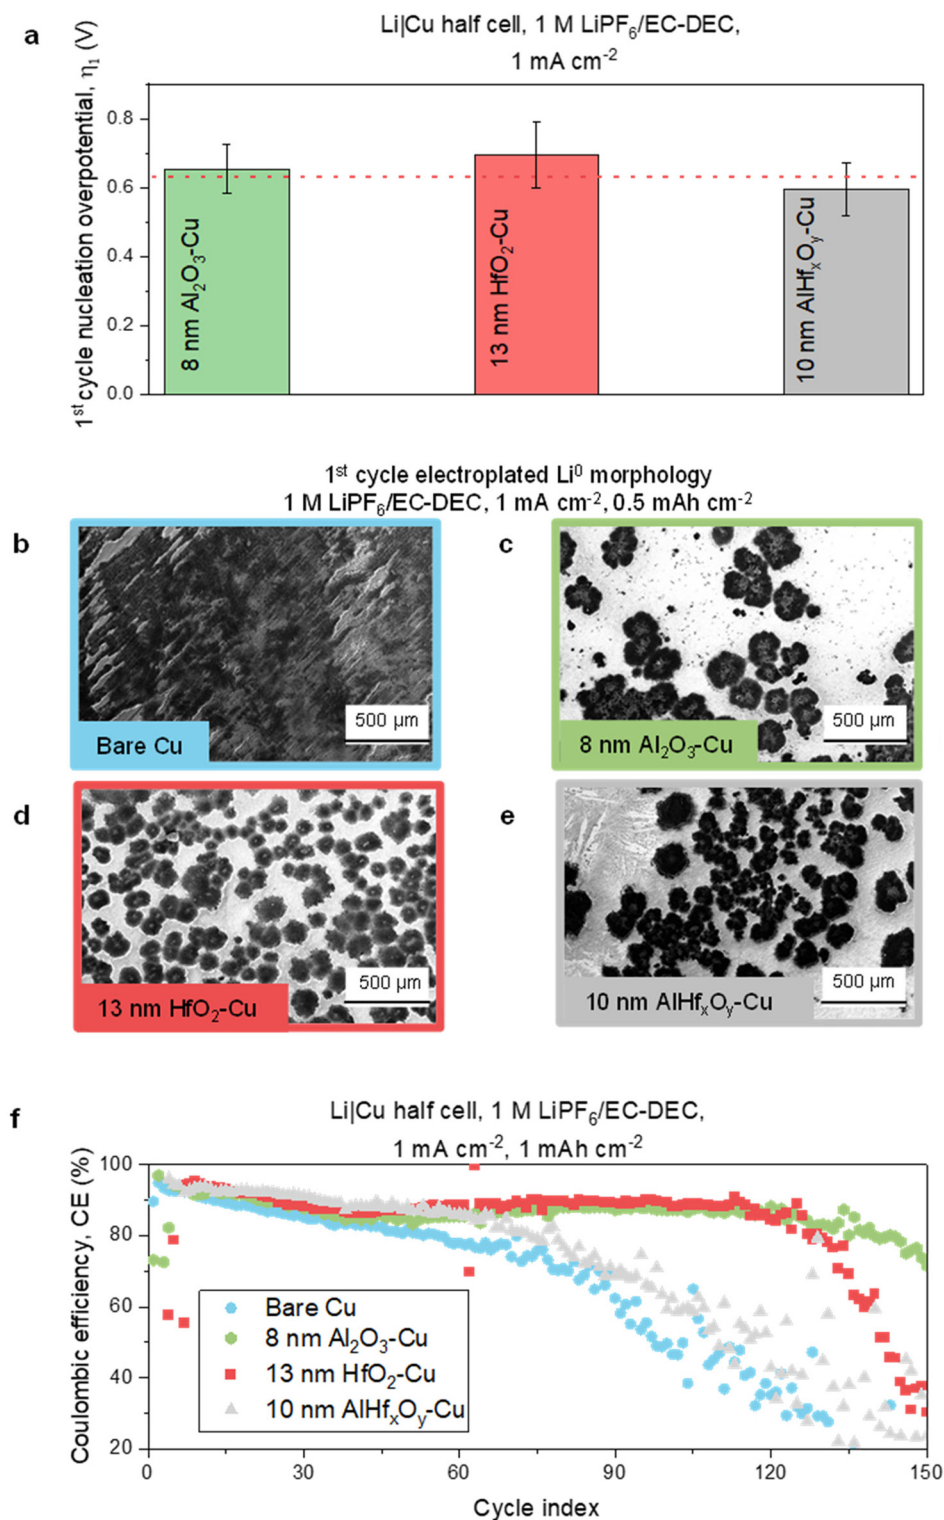 a
Li|Cu half cell, 1 M LiPF₆/EC-DEC,
1 mA cm⁻²
1ˢᵗ cycle nucleation overpotential, η₁ (V)
0.8
0.6
0.4
0.2
0.0
8 nm Al₂O₃-Cu
13 nm HfO₂-Cu
10 nm AlHfₓOᵧ-Cu
1ˢᵗ cycle electroplated Li⁰ morphology
1 M LiPF₆/EC-DEC, 1 mA cm⁻², 0.5 mAh cm⁻²
b
500 µm
Bare Cu
c
500 µm
8 nm Al₂O₃-Cu
d
500 µm
13 nm HfO₂-Cu
e
500 µm
10 nm AlHfₓOᵧ-Cu
f
Li|Cu half cell, 1 M LiPF₆/EC-DEC,
1 mA cm⁻², 1 mAh cm⁻²
Coulombic efficiency, CE (%)
100
80
60
40
20
Bare Cu
8 nm Al₂O₃-Cu
13 nm HfO₂-Cu
10 nm AlHfₓOᵧ-Cu
0
30
60
90
120
150
Cycle index